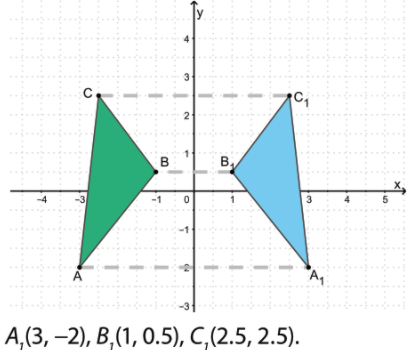 y
4
C
C₁
3
2
1
B
B₁
x
-4
-3
-1
0
1
3
4
5
-1
A
-2
A₁
-3
A₁(3, −2), B₁(1, 0.5), C₁(2.5, 2.5).